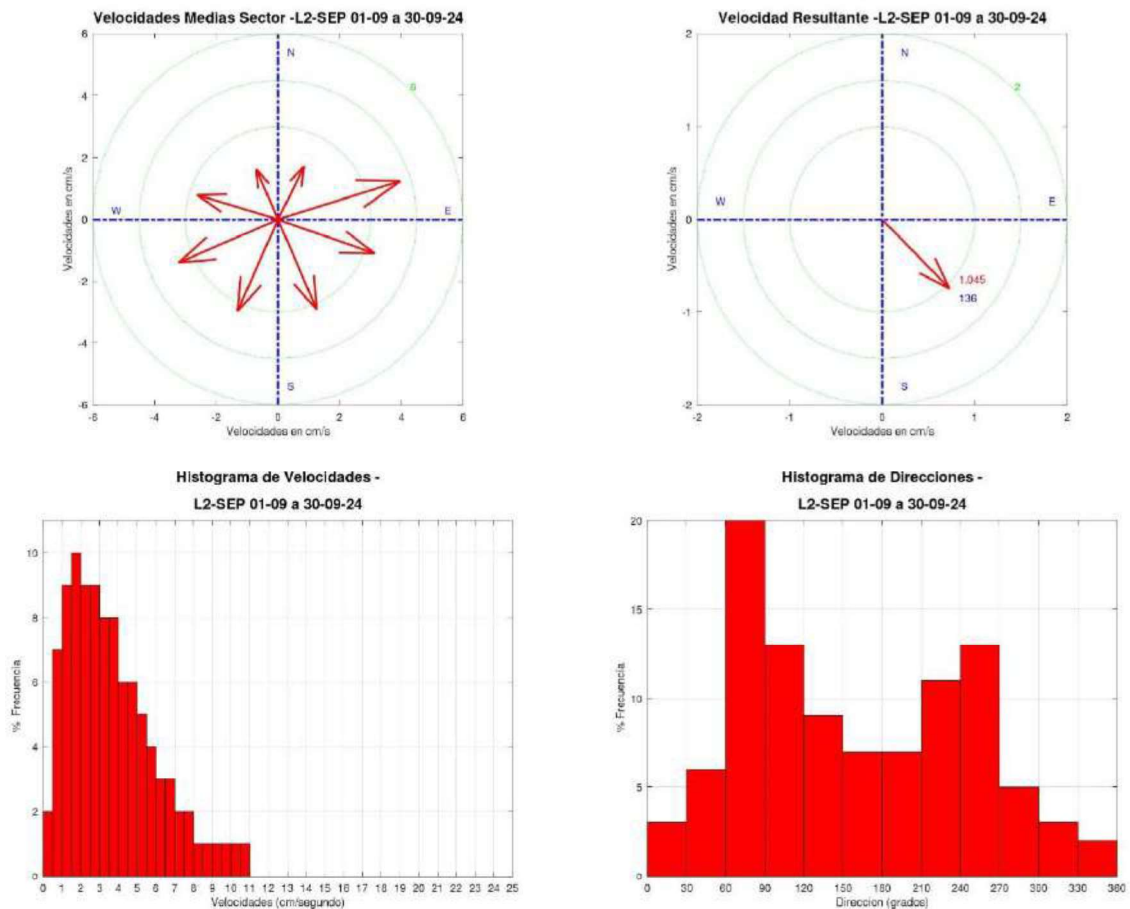 Velocidades Medias Sector -L2-SEP 01-09 a 30-09-24
6
4
2
0
-2
-4
-6
-6
-4
-2
0
2
4
6
N
W
E
S
6
Velocidades en cm/s
Velocidades en cm/s
Velocidad Resultante -L2-SEP 01-09 a 30-09-24
2
1
0
-1
-2
-2
-1
0
1
2
N
W
E
S
2
1.045
136
Velocidades en cm/s
Velocidades en cm/s
Histograma de Velocidades -
L2-SEP 01-09 a 30-09-24
10
8
6
4
2
0
% Frecuencia
0 1 2 3 4 5 6 7 8 9 10 11 12 13 14 15 16 17 18 19 20 21 22 23 24 25
Velocidades (cm/segundo)
Histograma de Direcciones -
L2-SEP 01-09 a 30-09-24
20
15
10
5
0
% Frecuencia
0 30 60 90 120 150 180 210 240 270 300 330 360
Direccion (grados)